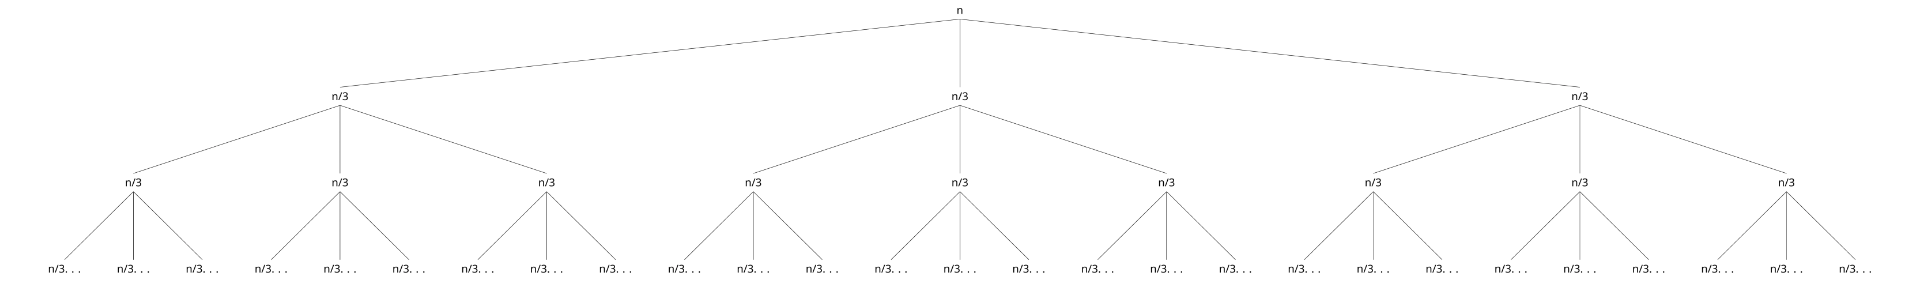 n
n/3 n/3 n/3
n/3 n/3 n/3 n/3 n/3 n/3 n/3 n/3 n/3
n/3. . . n/3. . . n/3. . . n/3. . . n/3. . . n/3. . . n/3. . . n/3. . . n/3. . . n/3. . . n/3. . . n/3. . . n/3. . . n/3. . . n/3. . . n/3. . . n/3. . . n/3. . . n/3. . . n/3. . . n/3. . . n/3. . . n/3. . . n/3. . . n/3. . . n/3. . . n/3. . .